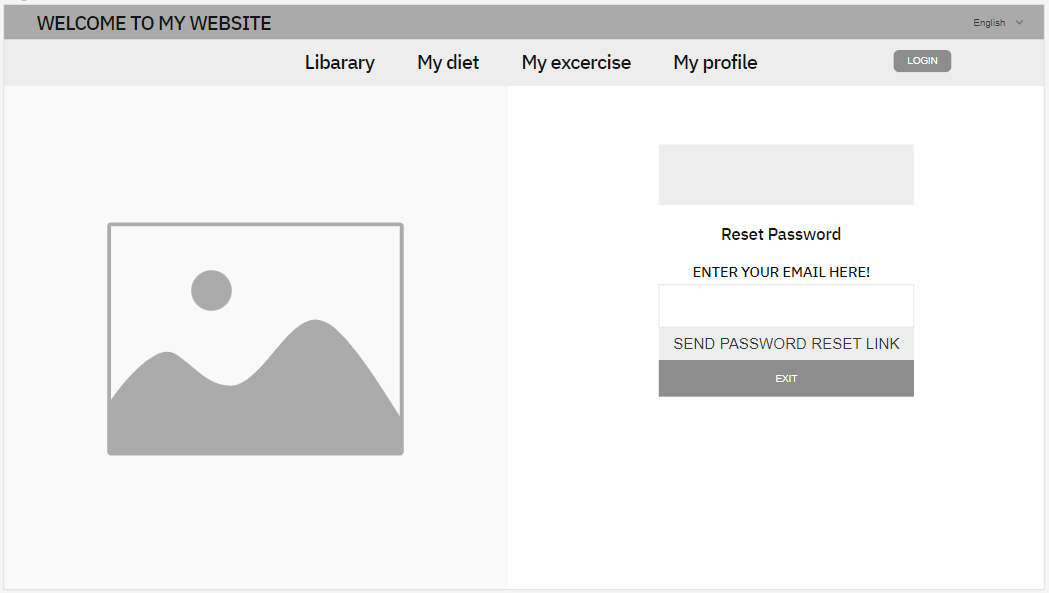 WELCOME TO MY WEBSITE
English
Libarary My diet My excercise My profile LOGIN
Reset Password
ENTER YOUR EMAIL HERE!
SEND PASSWORD RESET LINK
EXIT